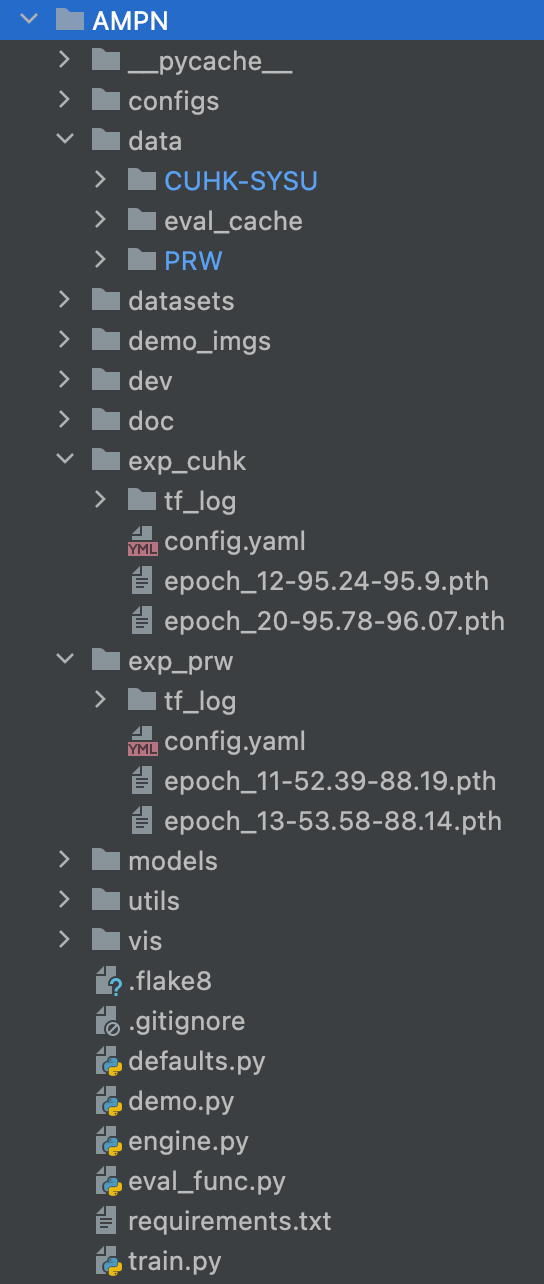 AMPN
__pycache__
configs
data
CUHK-SYSU
eval_cache
PRW
datasets
demo_imgs
dev
doc
exp_cuhk
tf_log
YML config.yaml
epoch_12-95.24-95.9.pth
epoch_20-95.78-96.07.pth
exp_prw
tf_log
YML config.yaml
epoch_11-52.39-88.19.pth
epoch_13-53.58-88.14.pth
models
utils
vis
.flake8
.gitignore
defaults.py
demo.py
engine.py
eval_func.py
requirements.txt
train.py